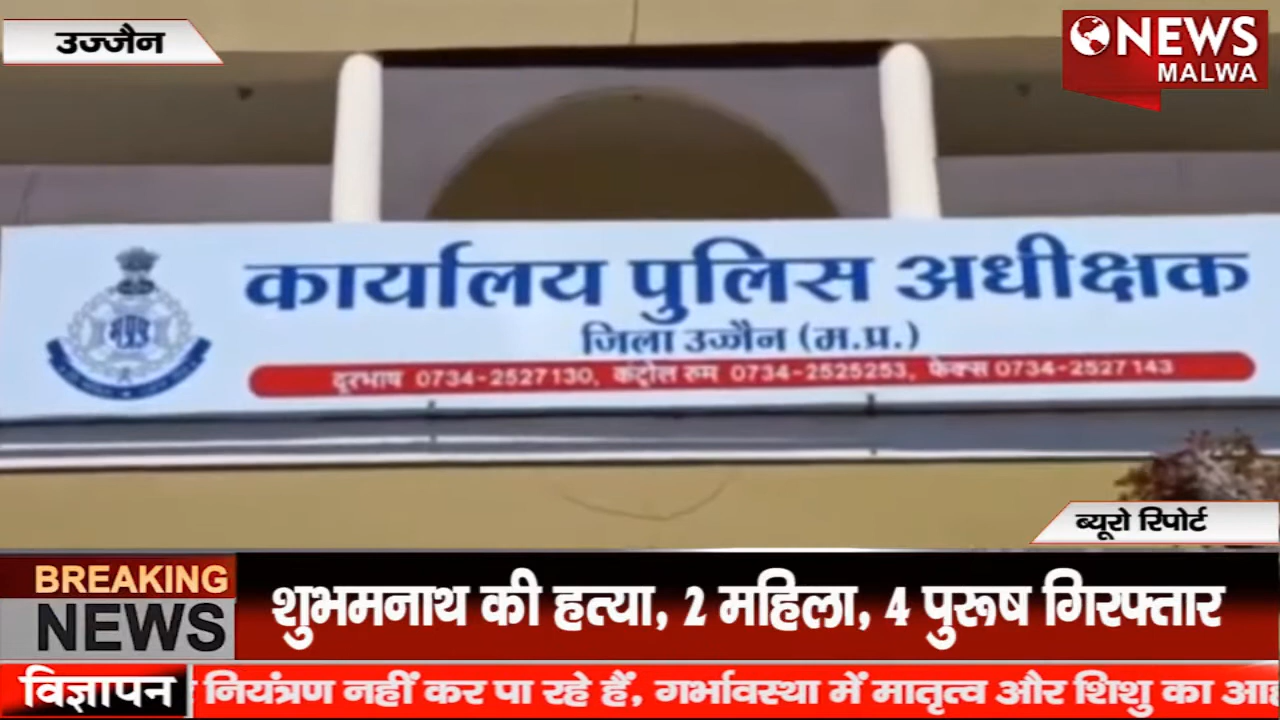 उज्जैन
NEWS
MALWA
कार्यालय पुलिस अधीक्षक
जिला उज्जैन (म.प्र.)
दूरभाष 0734-2527130, कंट्रोल रुम 0734-2525253, फेक्स 0734-2527143
ब्यूरो रिपोर्ट
BREAKING
NEWS
शुभमनाथ की हत्या, 2 महिला, 4 पुरूष गिरफ्तार
विज्ञापन
नियंत्रण नहीं कर पा रहे हैं, गर्भावस्था में मातृत्व और शिशु का